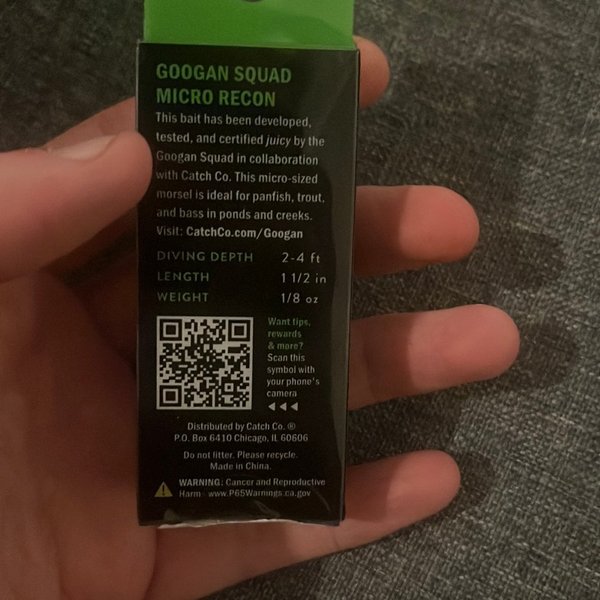 GOOGAN SQUAD
MICRO RECON
This bait has been developed,
tested, and certified juicy by the
Googan Squad in collaboration
with Catch Co. This micro-sized
morsel is ideal for panfish, trout,
and bass in ponds and creeks.
Visit: CatchCo.com/Googan
DIVING DEPTH 2-4 ft
LENGTH 1 1/2 in
WEIGHT 1/8 oz
Want tips,
rewards
& more?
Scan this
symbol with
your phone's
camera
Distributed by Catch Co. ®
P.O. Box 6410 Chicago, IL 60606
Do not litter. Please recycle.
Made in China.
WARNING: Cancer and Reproductive
Harm www.P65Warnings.ca.gov